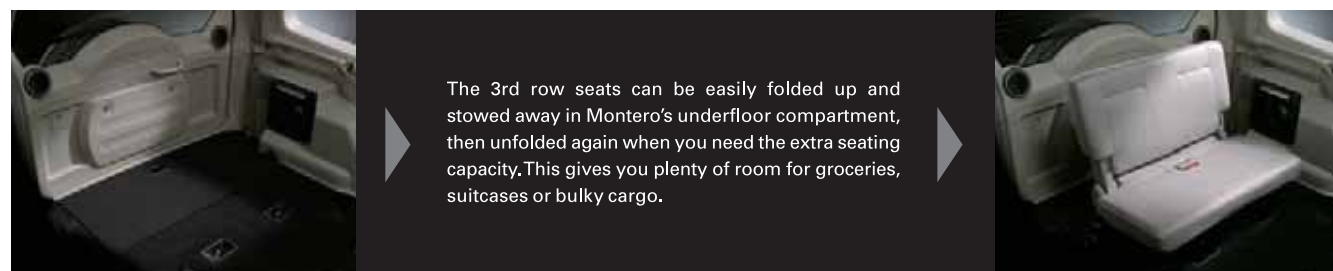 The 3rd row seats can be easily folded up and
stowed away in Montero's underfloor compartment,
then unfolded again when you need the extra seating
capacity. This gives you plenty of room for groceries,
suitcases or bulky cargo.